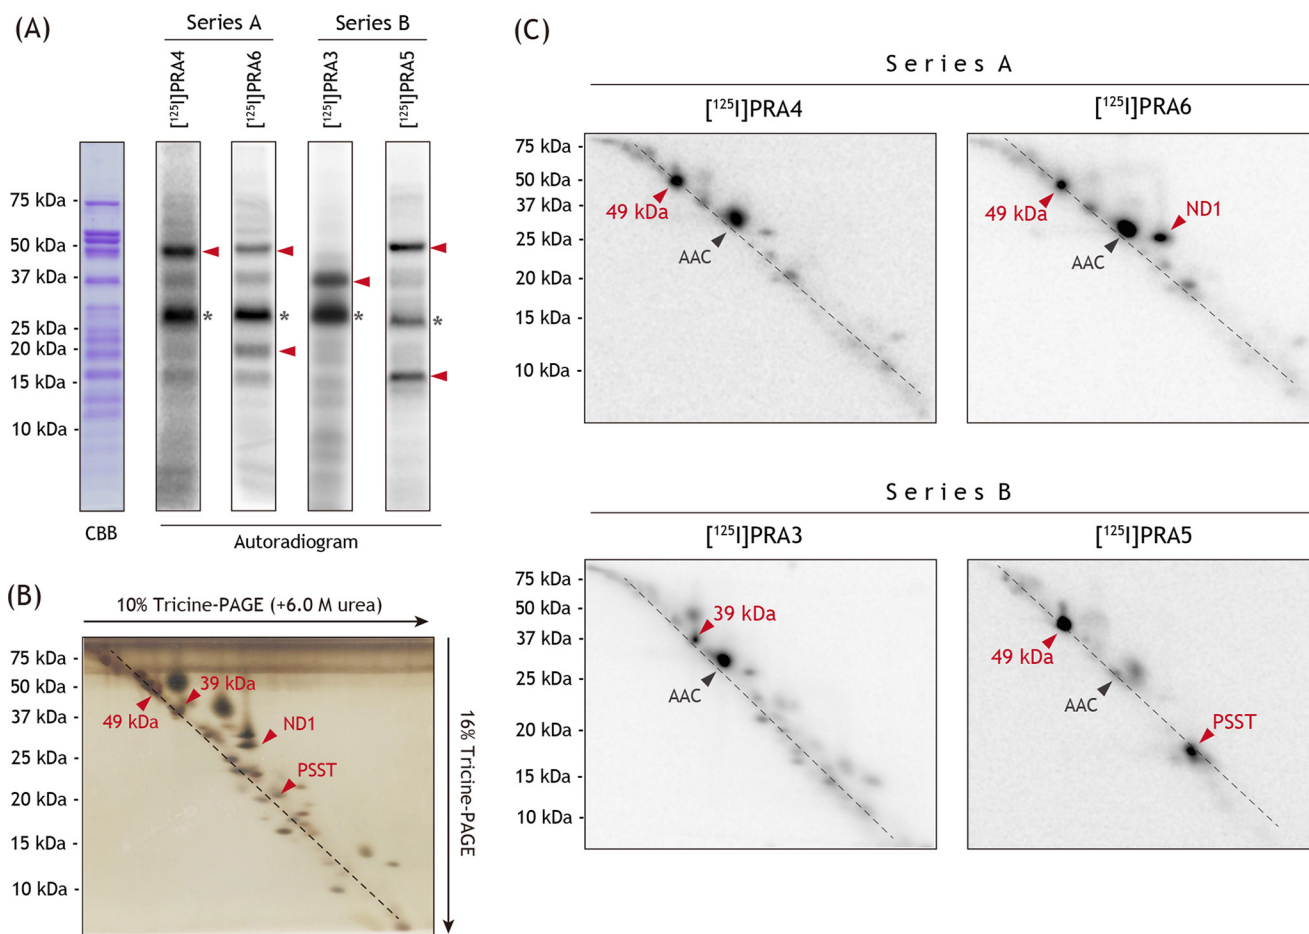 (A)
Series A
Series B
[¹²⁵I]PRA4
[¹²⁵I]PRA6
[¹²⁵I]PRA3
[¹²⁵I]PRA5
75 kDa -
50 kDa -
37 kDa -
25 kDa -
20 kDa -
15 kDa -
10 kDa -
*
*
*
*
CBB
Autoradiogram
(B)
10% Tricine-PAGE (+6.0 M urea)
16% Tricine-PAGE
75 kDa -
50 kDa -
37 kDa -
25 kDa -
20 kDa -
15 kDa -
10 kDa -
39 kDa
49 kDa
ND1
PSST
(C)
Series A
[¹²⁵I]PRA4
[¹²⁵I]PRA6
75 kDa -
50 kDa -
37 kDa -
25 kDa -
20 kDa -
15 kDa -
10 kDa -
49 kDa
AAC
49 kDa
ND1
AAC
Series B
[¹²⁵I]PRA3
[¹²⁵I]PRA5
75 kDa -
50 kDa -
37 kDa -
25 kDa -
20 kDa -
15 kDa -
10 kDa -
39 kDa
AAC
49 kDa
AAC
PSST